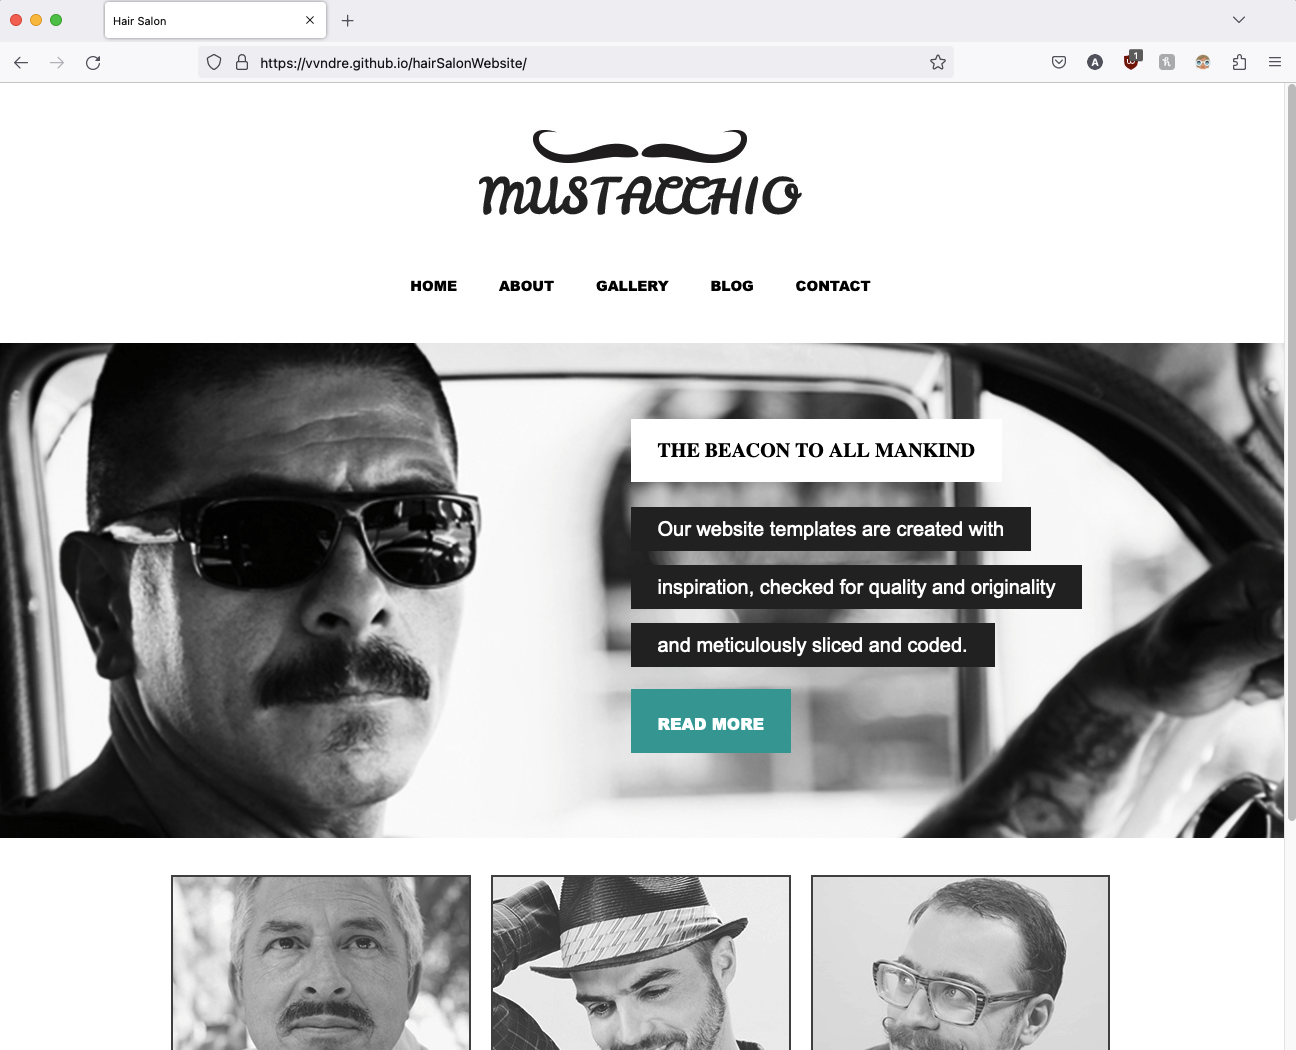 Hair Salon
https://vvndre.github.io/hairSalonWebsite/
A
1
MUSTACCHIO
HOME ABOUT GALLERY BLOG CONTACT
THE BEACON TO ALL MANKIND
Our website templates are created with
inspiration, checked for quality and originality
and meticulously sliced and coded.
READ MORE